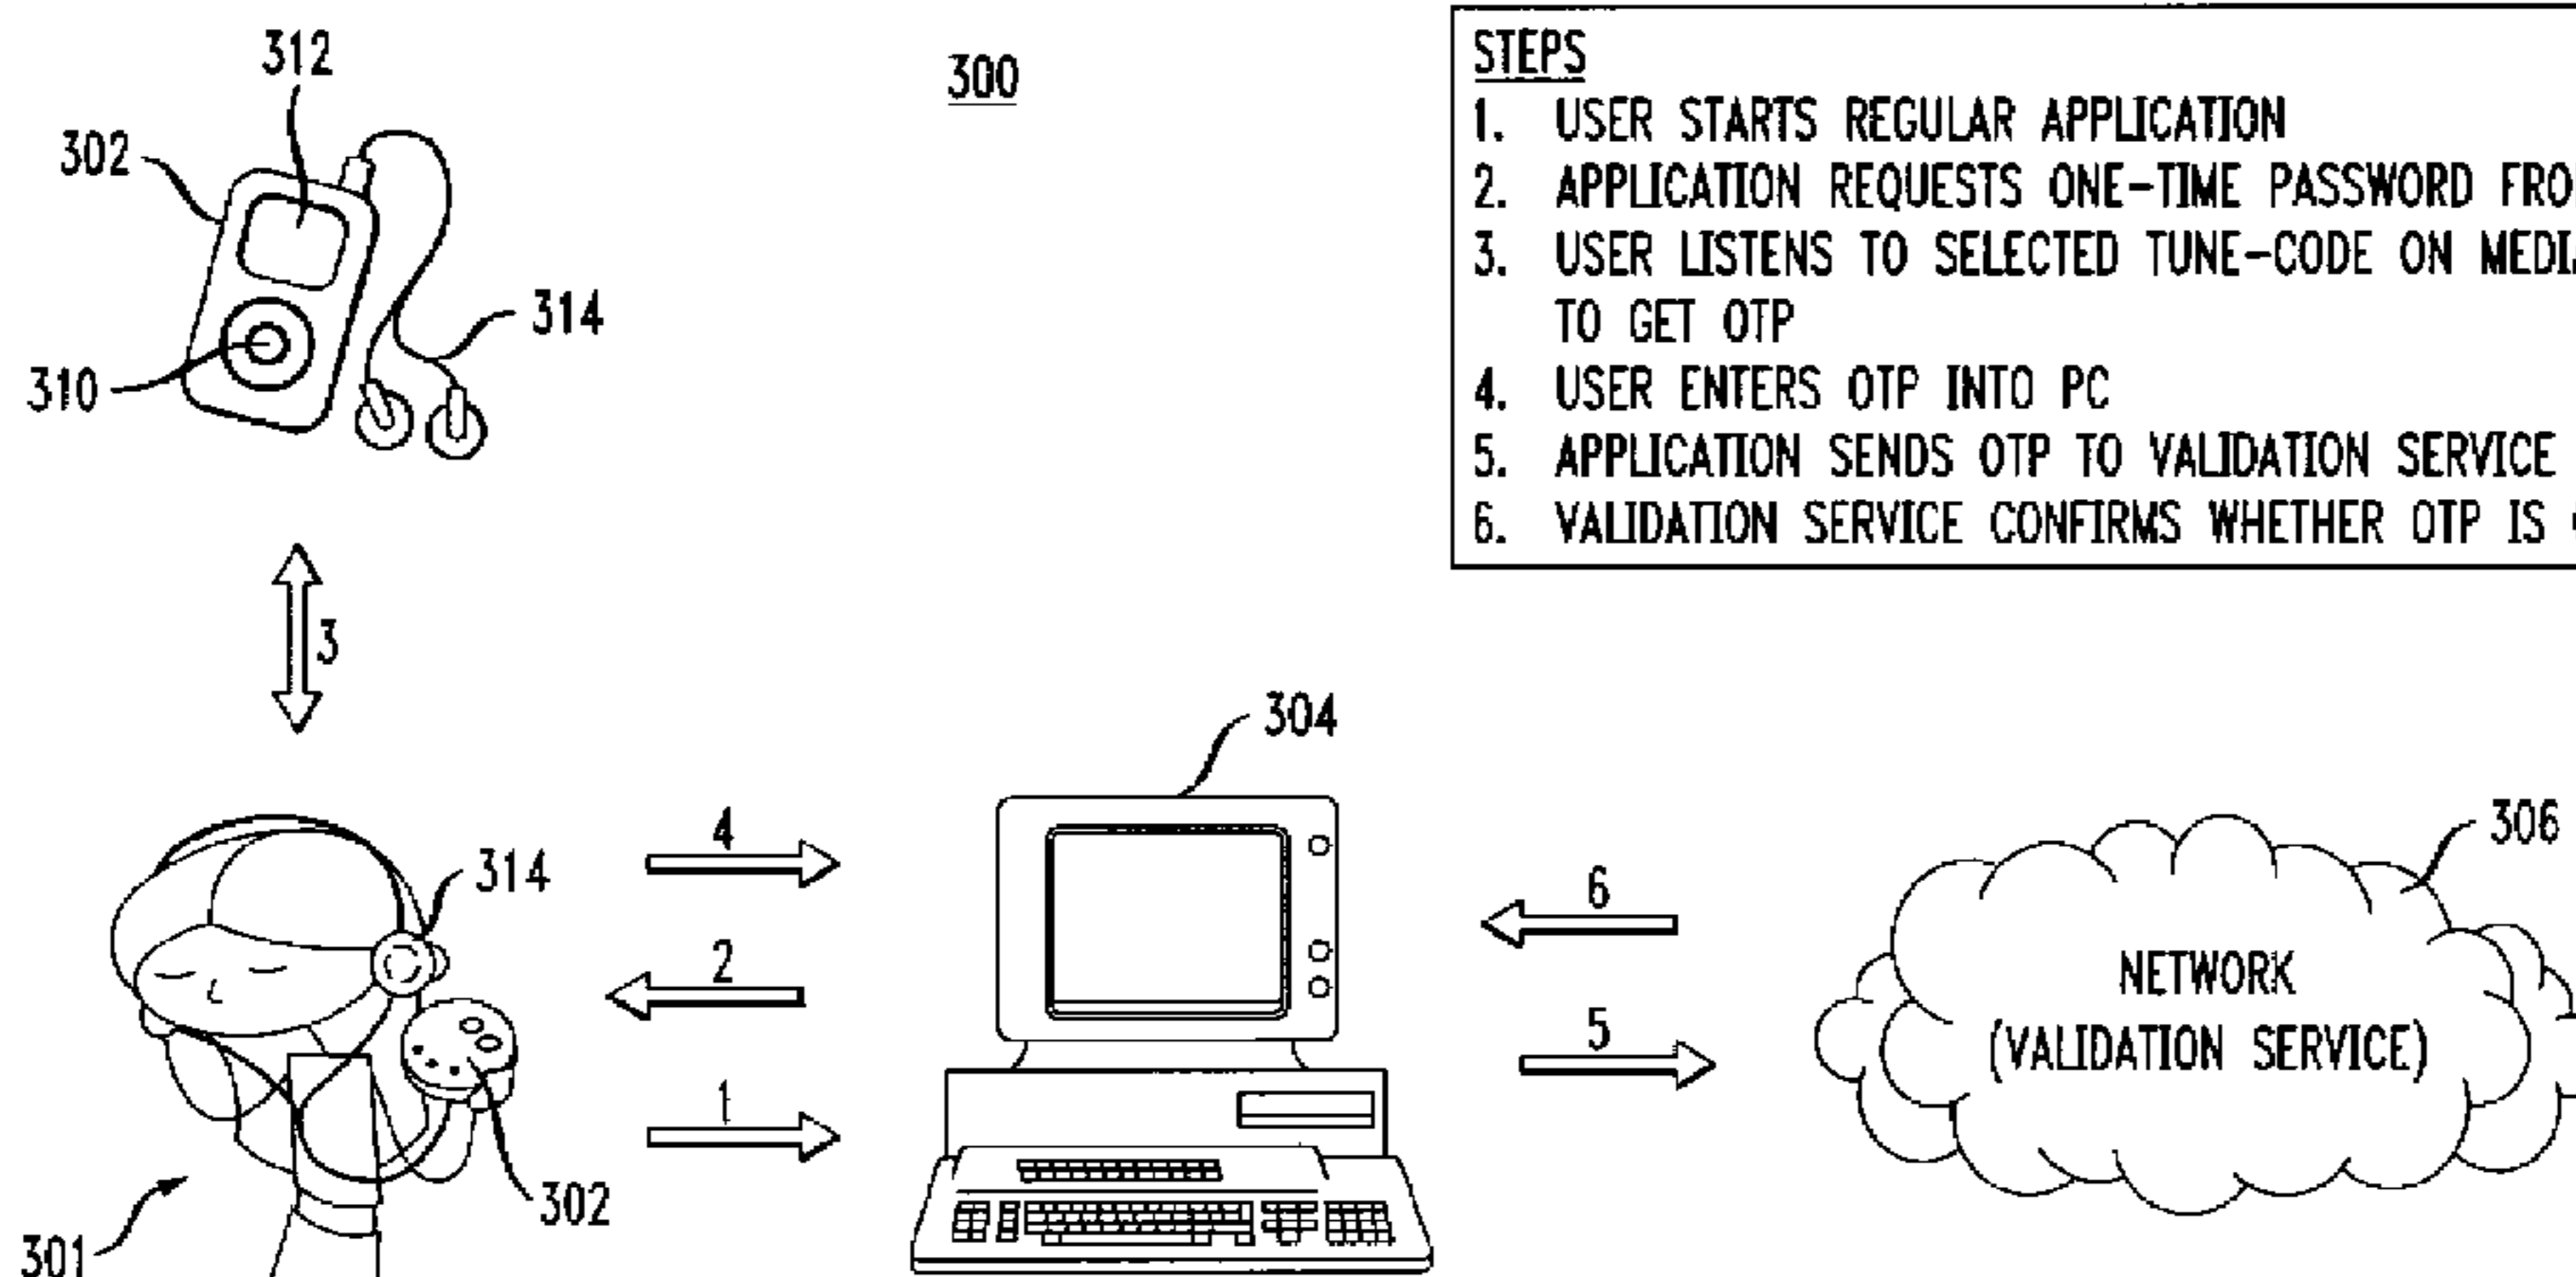 312
300
302
314
310
STEPS
1. USER STARTS REGULAR APPLICATION
2. APPLICATION REQUESTS ONE-TIME PASSWORD
3. USER LISTENS TO SELECTED TUNE-CODE ON
TO GET OTP
4. USER ENTERS OTP INTO PC
5. APPLICATION SENDS OTP TO VALIDATION SERVICE
6. VALIDATION SERVICE CONFIRMS WHETHER OTP IS
3
304
306
4
314
6
2
NETWORK
(VALIDATION SERVICE)
5
1
302
301